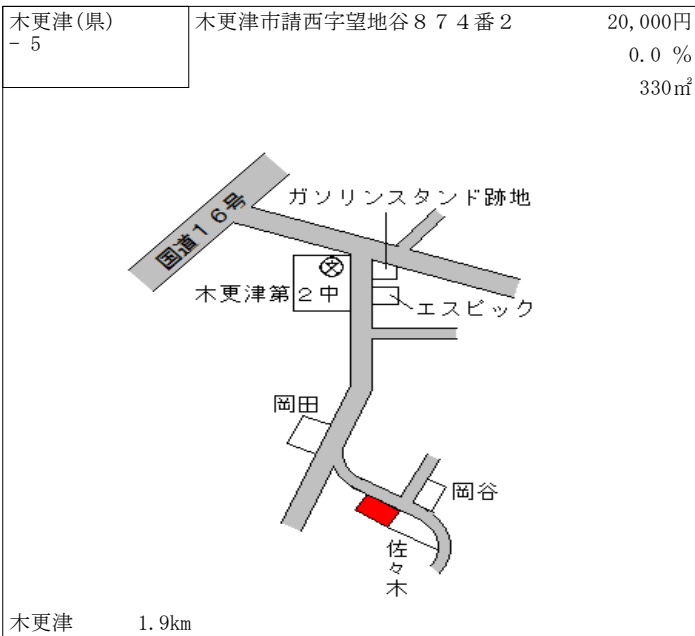 木更津(県)
- 5
木更津市請西字望地谷８７４番２
20,000円
0.0 %
330㎡
ガソリンスタンド跡地
国道１６号
木更津第２中
エスピック
岡田
岡谷
佐々木
木更津 1.9km